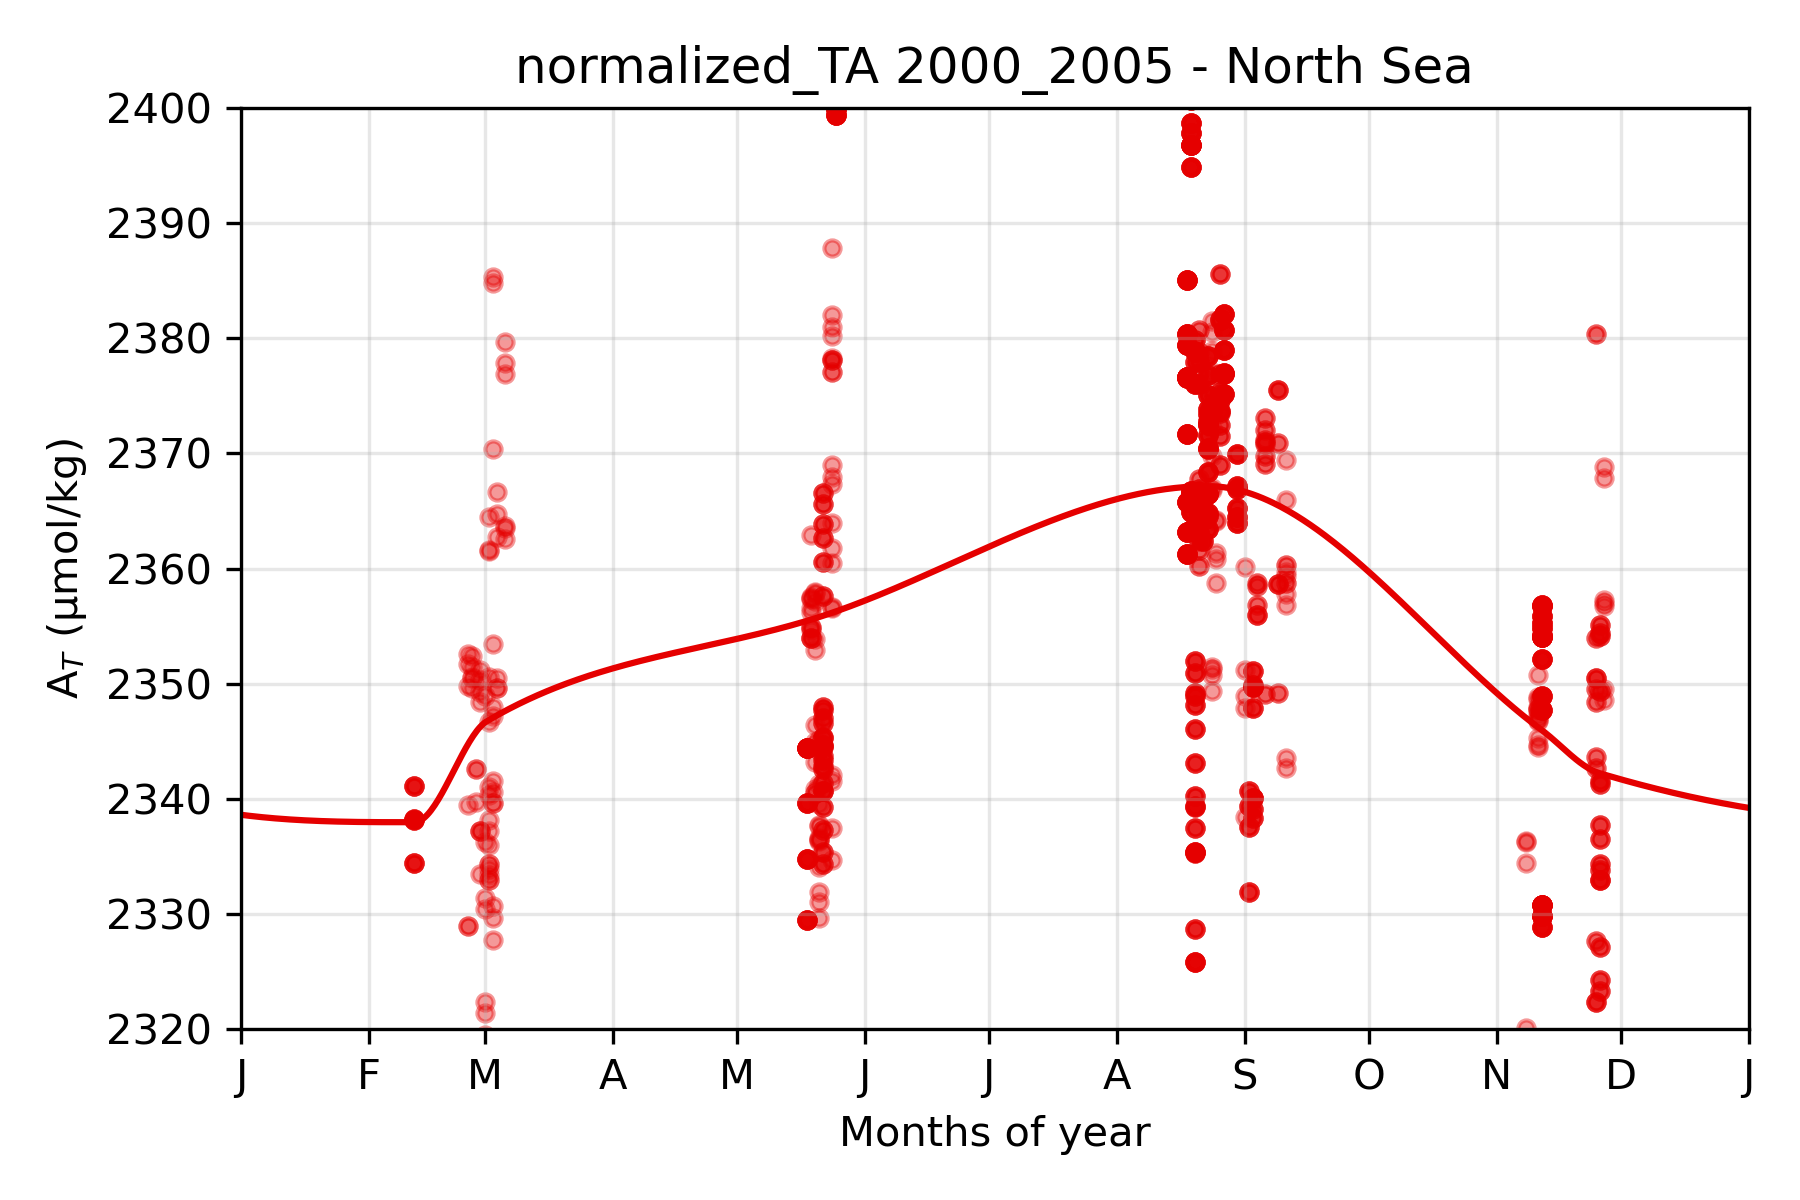 normalized_TA 2000_2005 - North Sea
2400
2390
2380
2370
2360
2350
2340
2330
2320
A_T (µmol/kg)
J F M A M J J A S O N D J
Months of year